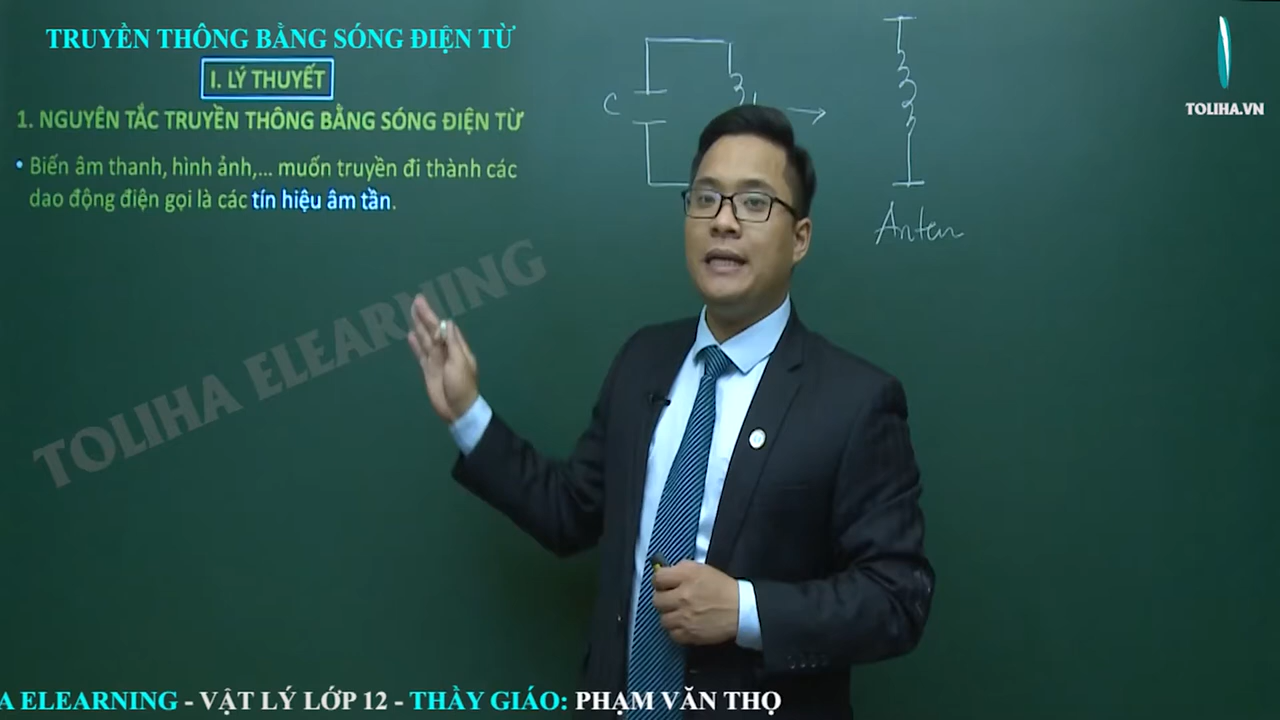 TRUYỀN THÔNG BẰNG SÓNG ĐIỆN TỪ
I. LÝ THUYẾT
1. NGUYÊN TẮC TRUYỀN THÔNG BẰNG SÓNG ĐIỆN TỪ
• Biến âm thanh, hình ảnh,... muốn truyền đi thành các
dao động điện gọi là các tín hiệu âm tần.
C
Anten
TOLIHA.VN
TOLIHA ELEARNING
A ELEARNING - VẬT LÝ LỚP 12 - THẦY GIÁO: PHẠM VĂN THỌ